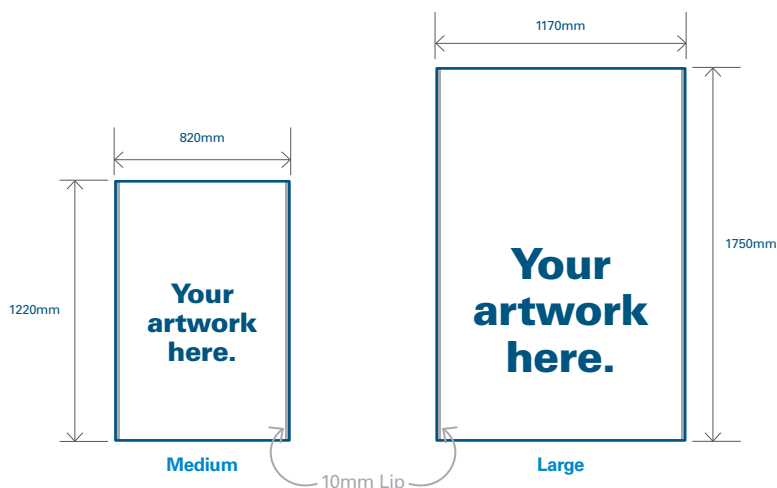 1170mm
820mm
1750mm
1220mm
Your
artwork
here.
Your
artwork
here.
Medium
Large
10mm Lip